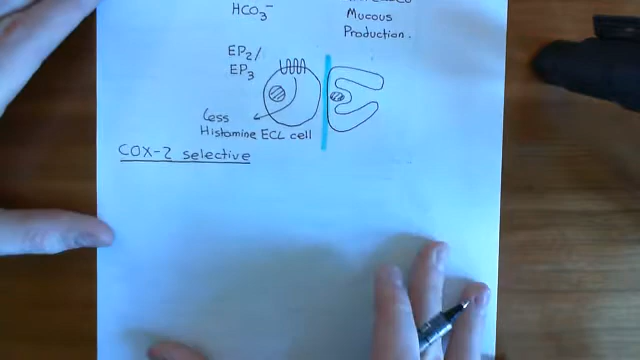 HCO₃⁻
Mucous
Production.
EP₂/
EP₃
less
Histamine ECL cell
COX-2 selective